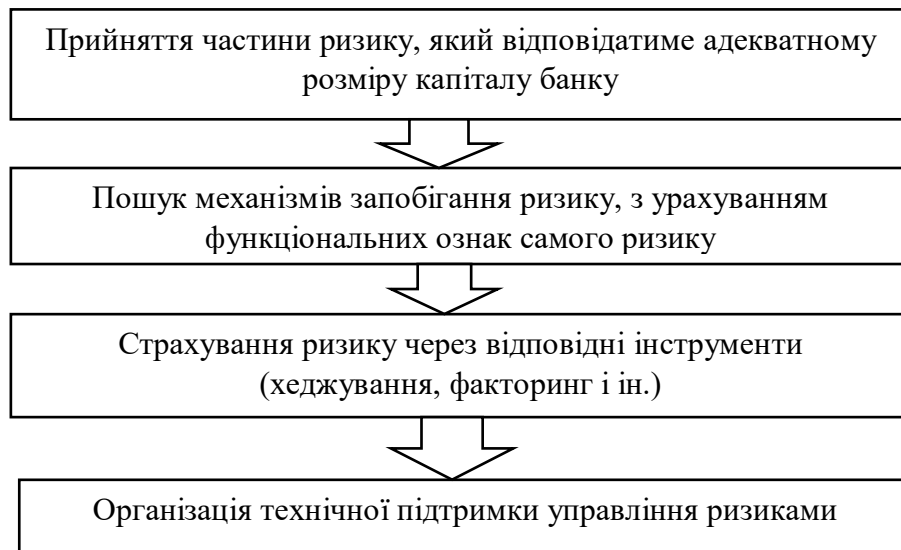 Прийняття частини ризику, який відповідатиме адекватному
розміру капіталу банку
Пошук механізмів запобігання ризику, з урахуванням
функціональних ознак самого ризику
Страхування ризику через відповідні інструменти
(хеджування, факторинг і ін.)
Організація технічної підтримки управління ризиками